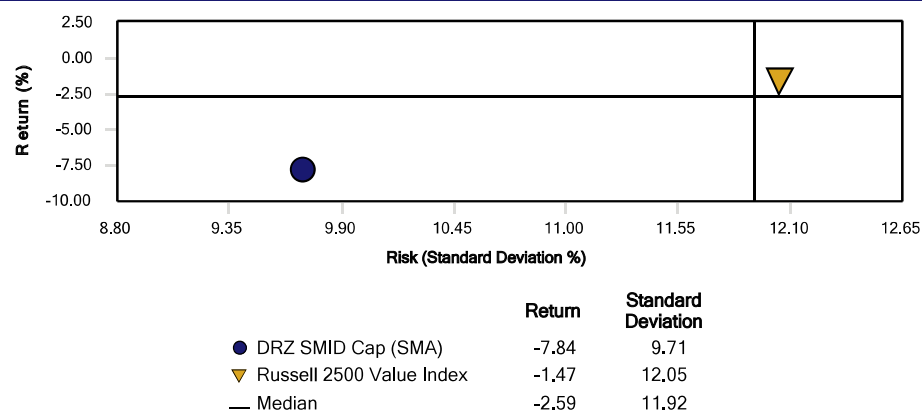 2.50
0.00
-2.50
-5.00
-7.50
-10.00
Return (%)
8.80 9.35 9.90 10.45 11.00 11.55 12.10 12.65
Risk (Standard Deviation %)
Return Standard Deviation
DRZ SMID Cap (SMA) -7.84 9.71
Russell 2500 Value Index -1.47 12.05
Median -2.59 11.92